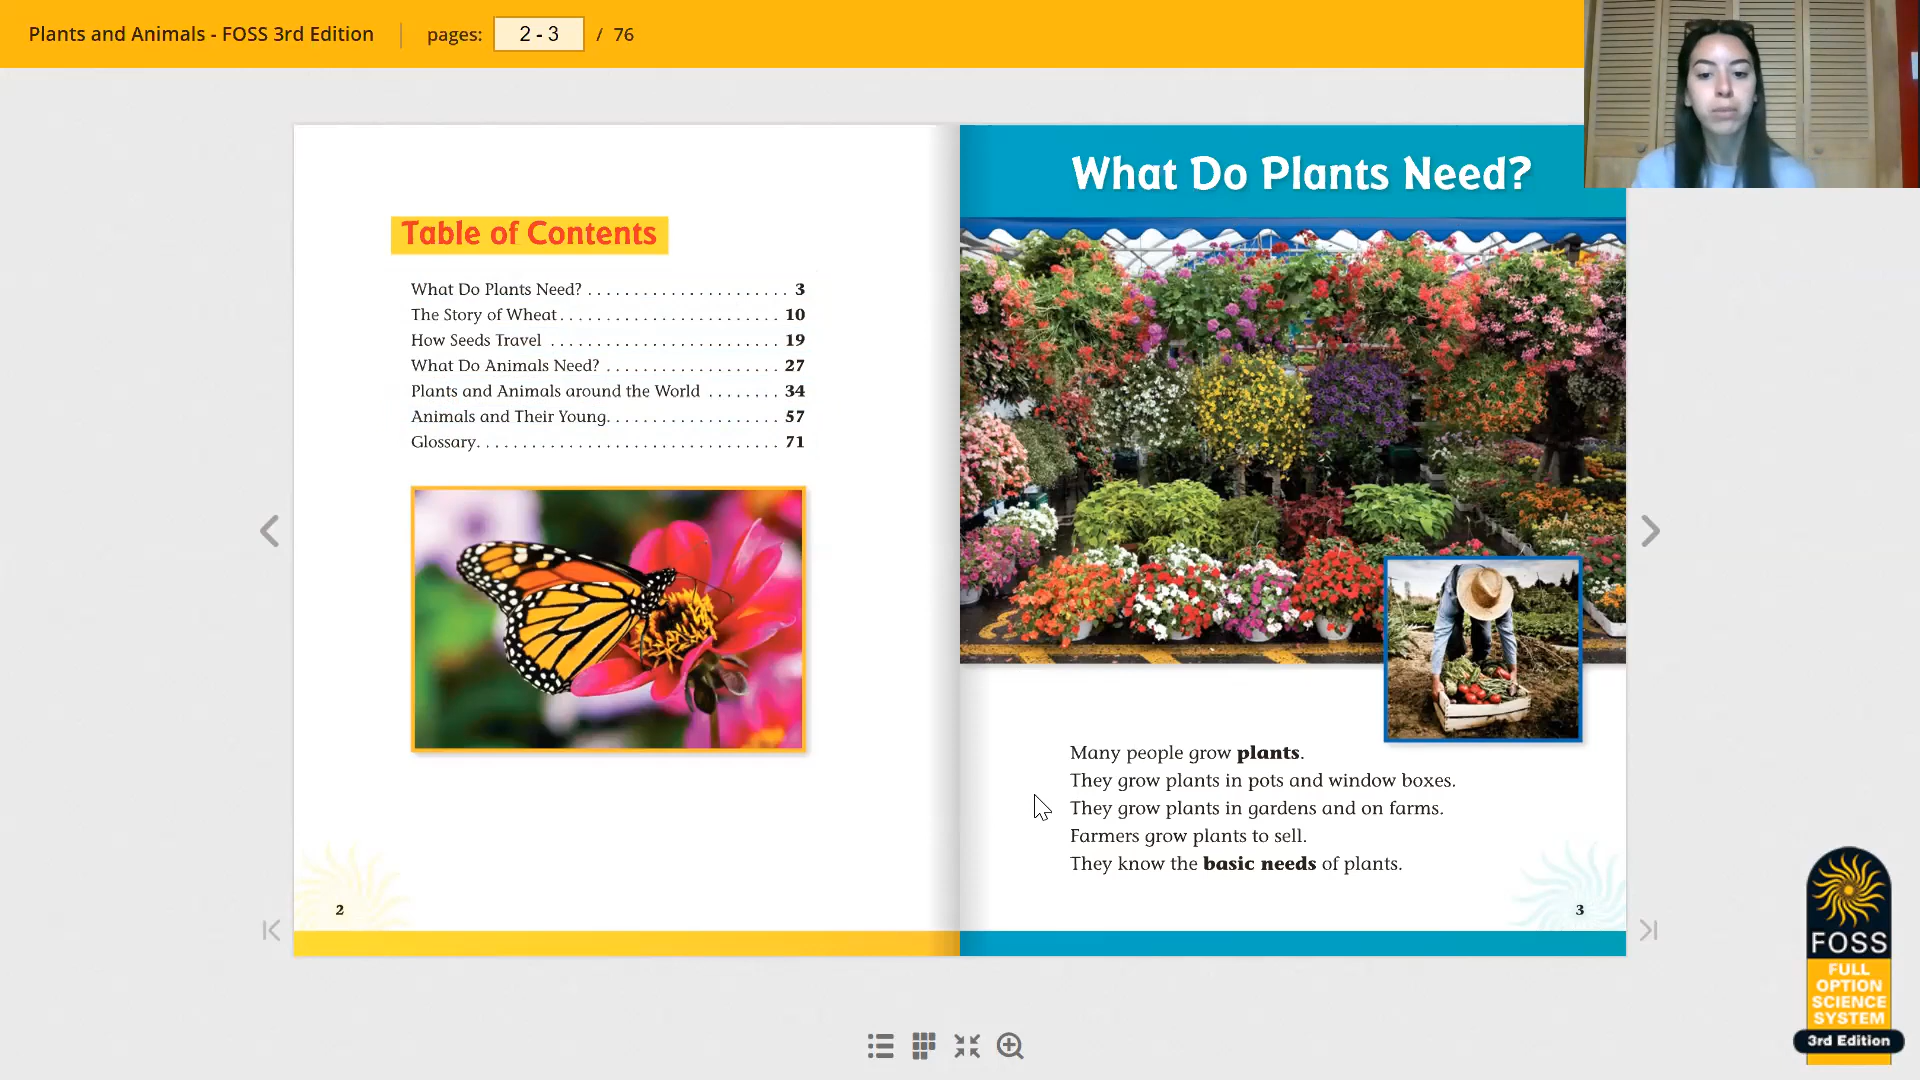 Plants and Animals - FOSS 3rd Edition
pages: 2 - 3 / 76
Table of Contents
What Do Plants Need? . . . . . . . . . . . . . . . . . . . . . . 3
The Story of Wheat . . . . . . . . . . . . . . . . . . . . . . . . 10
How Seeds Travel . . . . . . . . . . . . . . . . . . . . . . . . . 19
What Do Animals Need? . . . . . . . . . . . . . . . . . . . 27
Plants and Animals around the World . . . . . . . . 34
Animals and Their Young. . . . . . . . . . . . . . . . . . . 57
Glossary. . . . . . . . . . . . . . . . . . . . . . . . . . . . . . . . . 71
2
What Do Plants Need?
Many people grow plants.
They grow plants in pots and window boxes.
They grow plants in gardens and on farms.
Farmers grow plants to sell.
They know the basic needs of plants.
3
FOSS
FULL
OPTION
SCIENCE
SYSTEM
3rd Edition